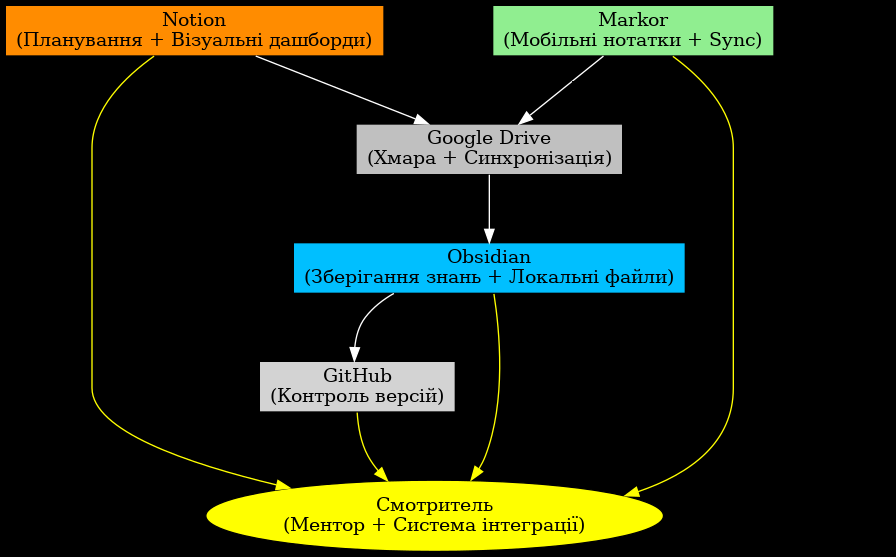 Notion
(Планування + Візуальні дашборди)
Markor
(Мобільні нотатки + Sync)
Google Drive
(Хмара + Синхронізація)
Obsidian
(Зберігання знань + Локальні файли)
GitHub
(Контроль версій)
Смотритель
(Ментор + Система інтеграції)